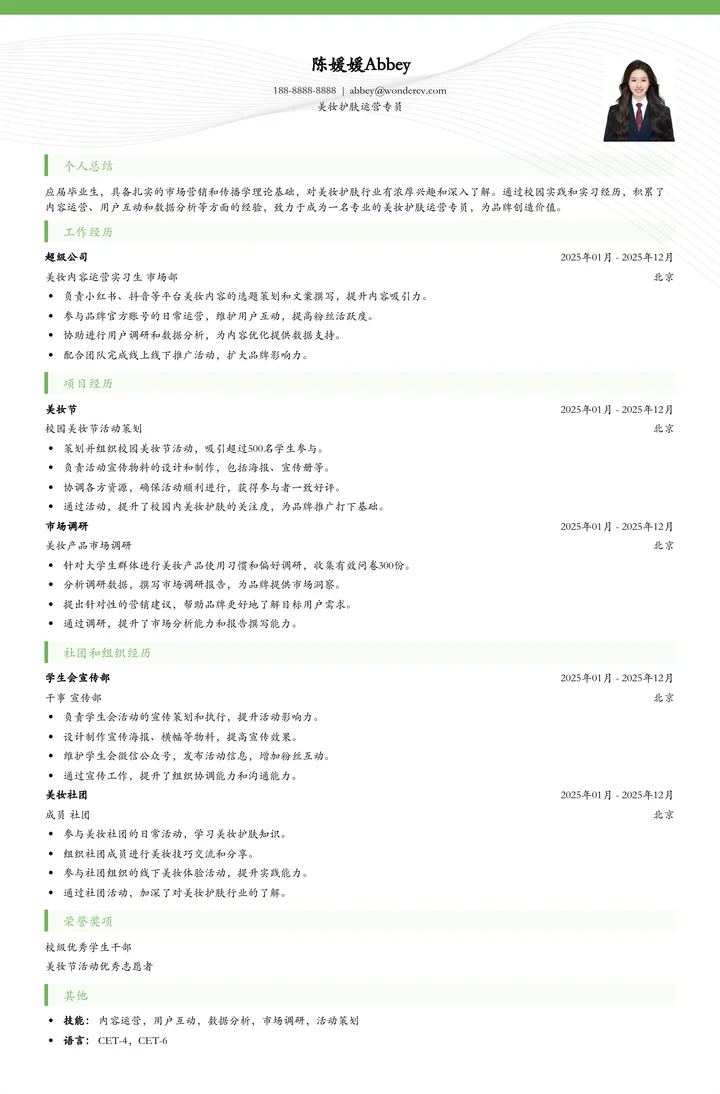 陈媛媛Abbey
188-8888-8888 | abbey@wondercv.com
美妆护肤运营专员
个人总结
应届毕业生，具备扎实的市场营销和传播学理论基础，对美妆护肤行业有浓厚兴趣和深入了解。通过校园实践和实习经历，积累了
内容运营、用户互动和数据分析等方面的经验，致力于成为一名专业的美妆护肤运营专员，为品牌创造价值。
工作经历
超级公司 2025年01月 - 2025年12月
美妆内容运营实习生 市场部 北京
• 负责小红书、抖音等平台美妆内容的选题策划和文案撰写，提升内容吸引力。
• 参与品牌官方账号的日常运营，维护用户互动，提高粉丝活跃度。
• 协助进行用户调研和数据分析，为内容优化提供数据支持。
• 配合团队完成线上线下推广活动，扩大品牌影响力。
项目经历
美妆节 2025年01月 - 2025年12月
校园美妆节活动策划 北京
• 策划并组织校园美妆节活动，吸引超过500名学生参与。
• 负责活动宣传物料的设计和制作，包括海报、宣传册等。
• 协调各方资源，确保活动顺利进行，获得参与者一致好评。
• 通过活动，提升了校园内美妆护肤的关注度，为品牌推广打下基础。
市场调研 2025年01月 - 2025年12月
美妆产品市场调研 北京
• 针对大学生群体进行美妆产品使用习惯和偏好调研，收集有效问卷300份。
• 分析调研数据，撰写市场调研报告，为品牌提供市场洞察。
• 提出针对性的营销建议，帮助品牌更好地了解目标用户需求。
• 通过调研，提升了市场分析能力和报告撰写能力。
社团和组织经历
学生会宣传部 2025年01月 - 2025年12月
干事 宣传部 北京
• 负责学生会活动的宣传策划和执行，提升活动影响力。
• 设计制作宣传海报、横幅等物料，提高宣传效果。
• 维护学生会微信公众号，发布活动信息，增加粉丝互动。
• 通过宣传工作，提升了组织协调能力和沟通能力。
美妆社团 2025年01月 - 2025年12月
成员 社团 北京
• 参与美妆社团的日常活动，学习美妆护肤知识。
• 组织社团成员进行美妆技巧交流和分享。
• 参与社团组织的线下美妆体验活动，提升实践能力。
• 通过社团活动，加深了对美妆护肤行业的了解。
荣誉奖项
校级优秀学生干部
美妆节活动优秀志愿者
其他
• 技能： 内容运营，用户互动，数据分析，市场调研，活动策划
• 语言： CET-4，CET-6